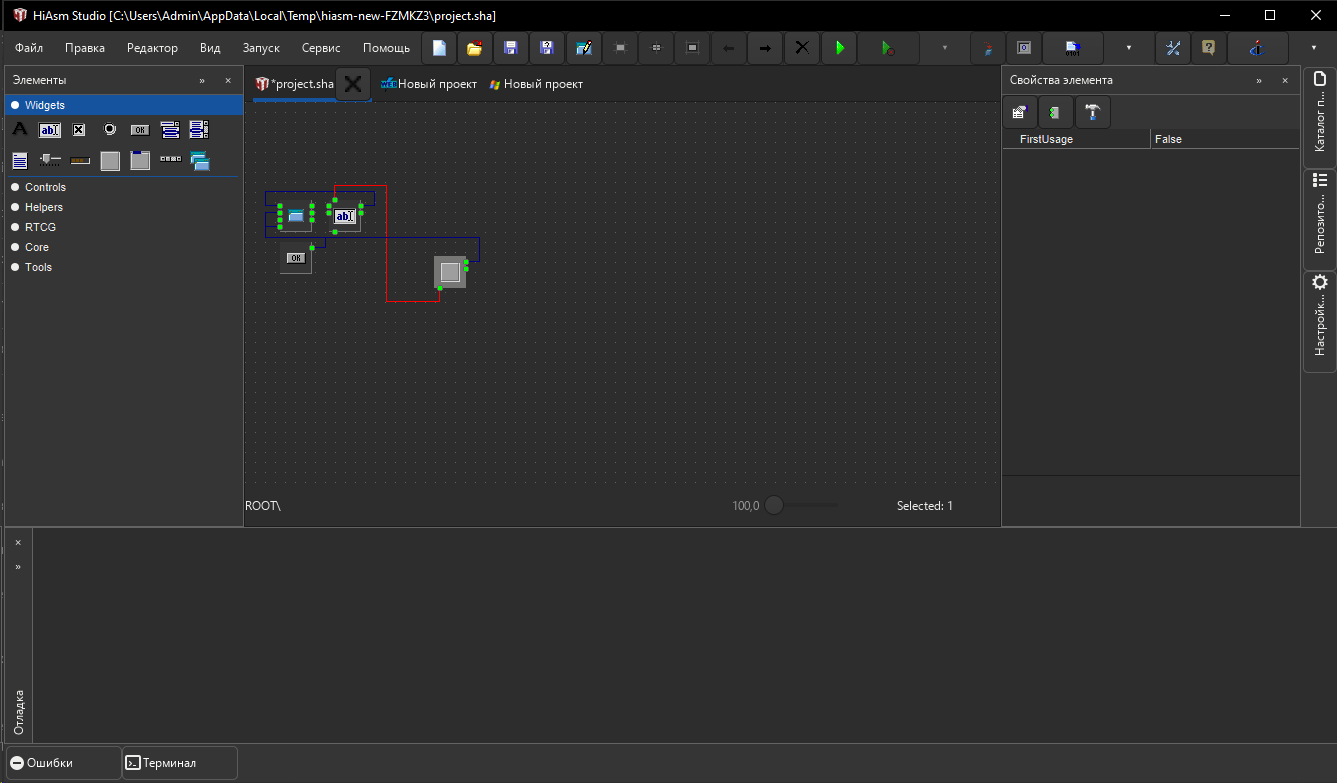 HiAsm Studio [C:\Users\Admin\AppData\Local\Temp\hiasm-new-FZMKZ3\project.sha]
Файл Правка Редактор Вид Запуск Сервис Помощь
Элементы » ×
*project.sha Новый проект Новый проект
Свойства элемента » ×
Widgets
Controls
Helpers
RTCG
Core
Tools
FirstUsage False
Каталог п...
Репозито...
Настройк...
ROOT\ 100,0 Selected: 1
Отладка
Ошибки Терминал